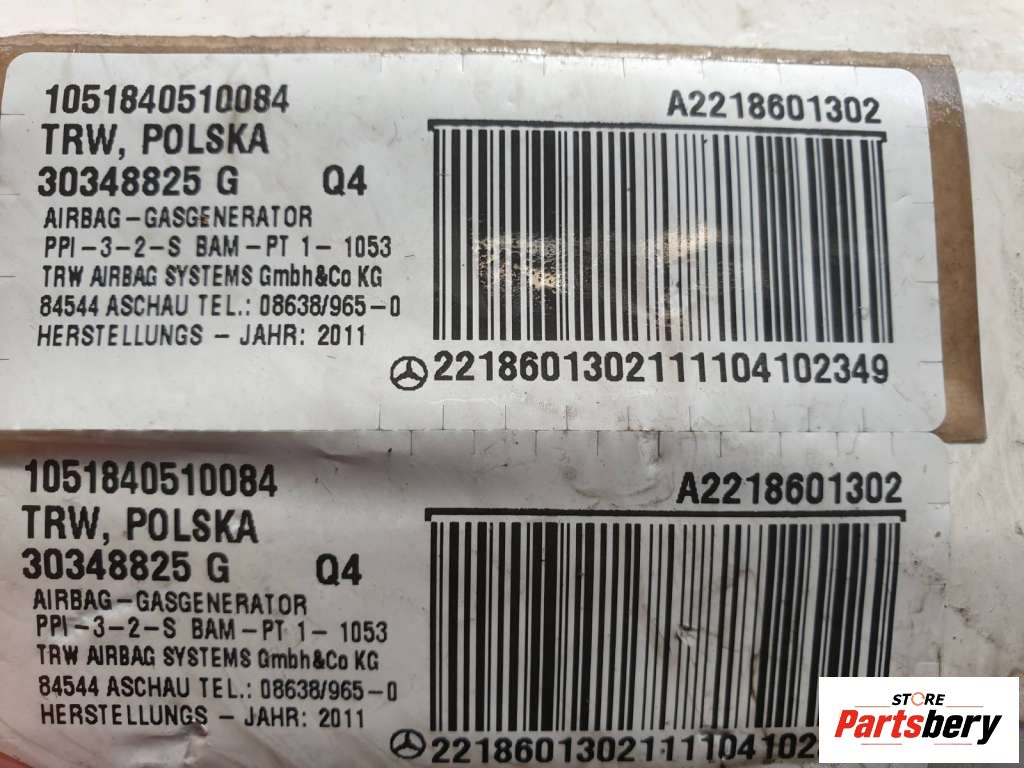 1051840510084
TRW, POLSKA
30348825 G Q4
AIRBAG-GASGENERATOR
PPI-3-2-S BAM-PT 1- 1053
TRW AIRBAG SYSTEMS Gmbh&Co KG
84544 ASCHAU TEL.: 08638/965-0
HERSTELLUNGS - JAHR: 2011
A2218601302
2218601302111104102349
1051840510084
TRW, POLSKA
30348825 G Q4
AIRBAG-GASGENERATOR
PPI-3-2-S BAM-PT 1- 1053
TRW AIRBAG SYSTEMS Gmbh&Co KG
84544 ASCHAU TEL.: 08638/965-0
HERSTELLUNGS - JAHR: 2011
A2218601302
STORE
Partsbery